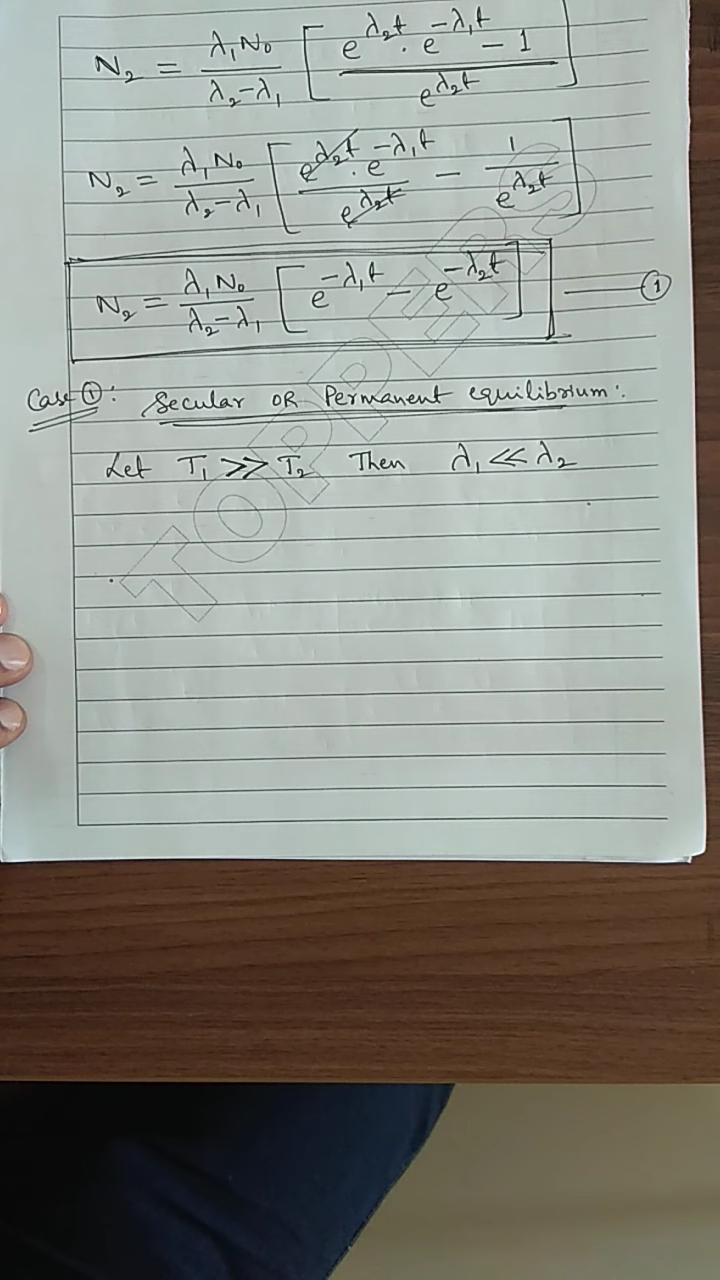 N₂ = λ₁N₀ / λ₂-λ₁ [ e^λ₂t . e^-λ₁t - 1 / e^λ₂t ]
N₂ = λ₁N₀ / λ₂-λ₁ [ e^λ₂t . e^-λ₁t / e^λ₂t - 1 / e^λ₂t ]
N₂ = λ₁N₀ / λ₂-λ₁ [ e^-λ₁t - e^-λ₂t ] — ①
Case ①: Secular OR Permanent equilibrium:
Let T₁ >> T₂ Then λ₁ << λ₂
TOPPERS